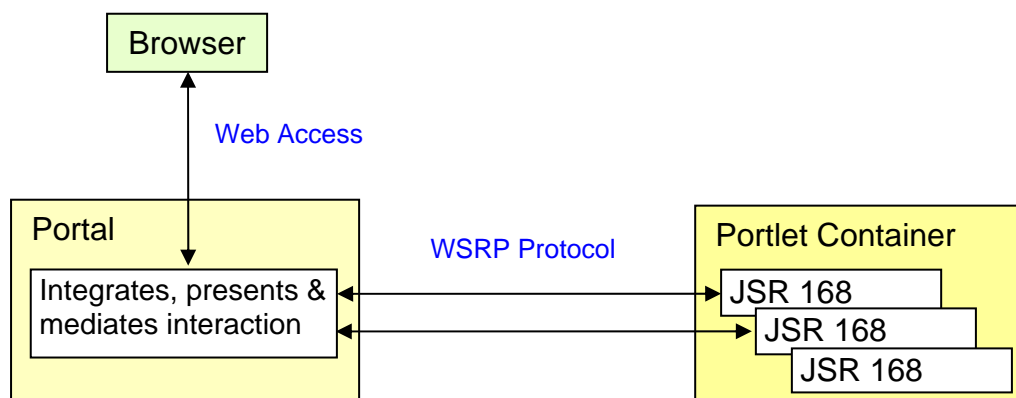 Browser
Web Access
Portal
Integrates, presents &
mediates interaction
WSRP Protocol
Portlet Container
JSR 168
JSR 168
JSR 168